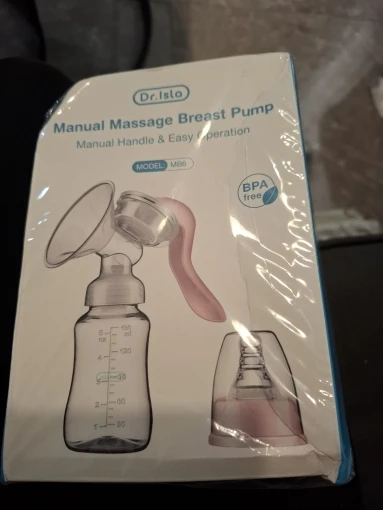 Dr.Isla
Manual Massage Breast Pump
Manual Handle & Easy Operation
MODEL: MB6
BPA
free